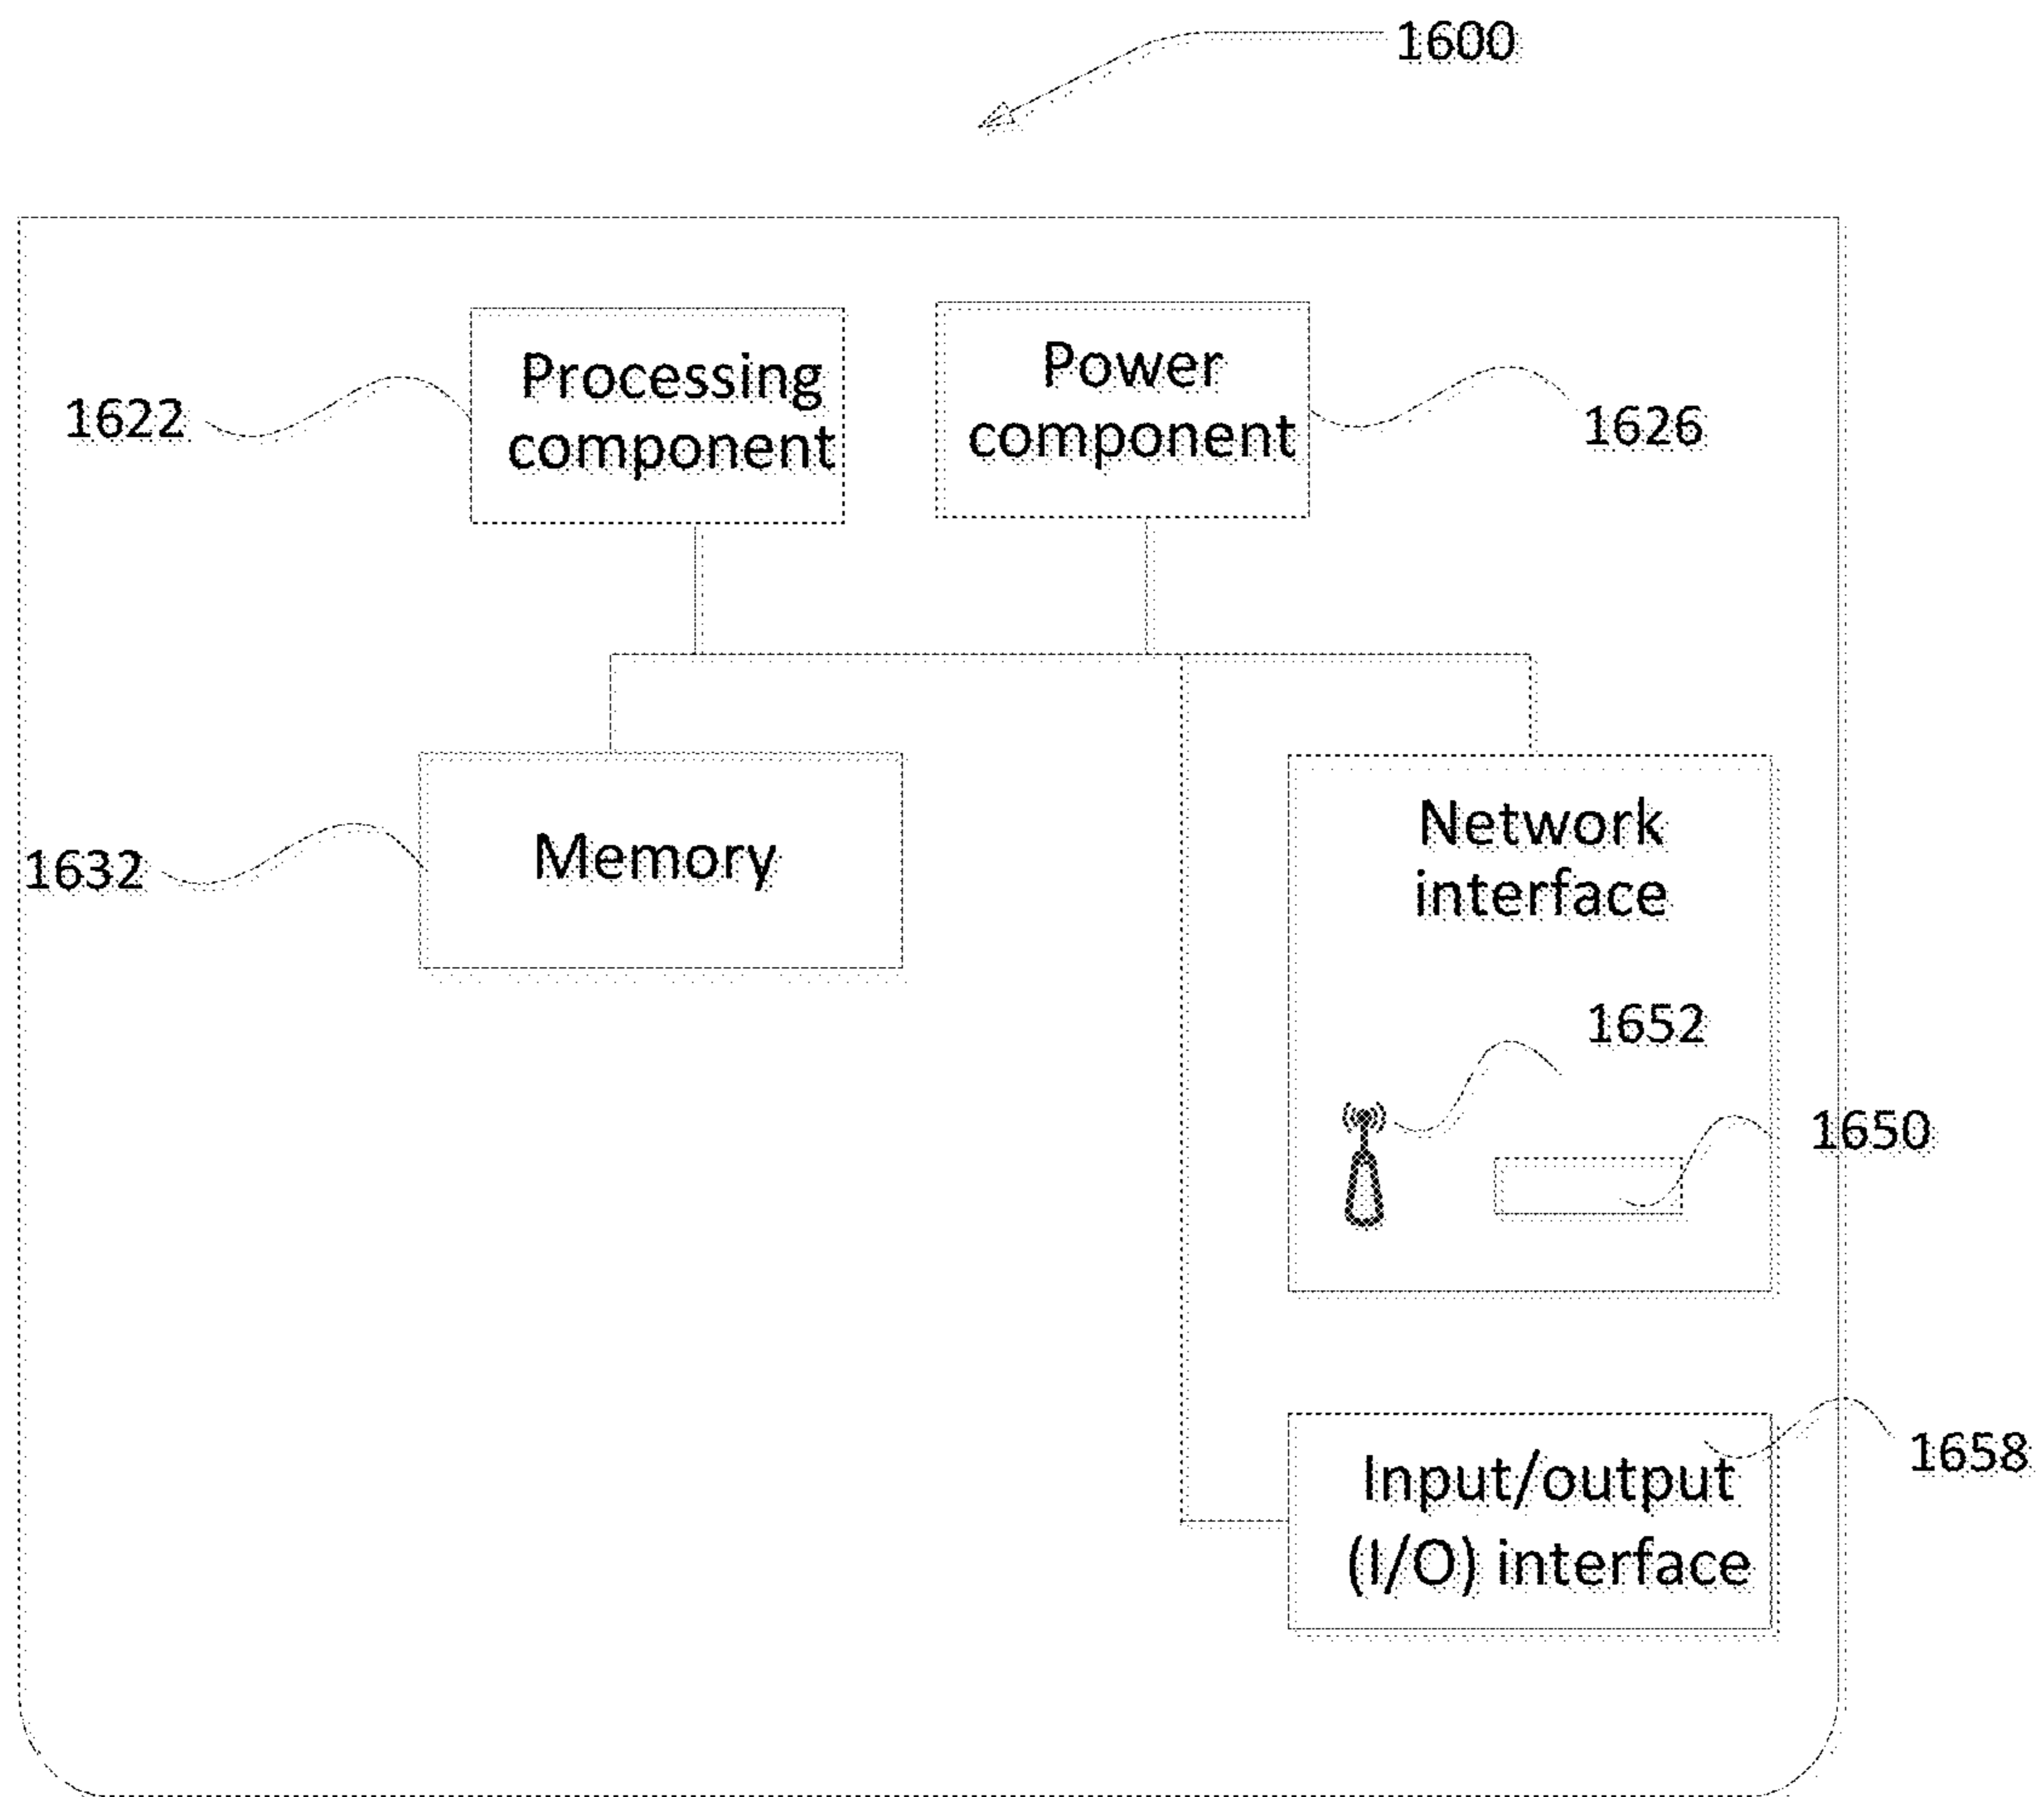 1600
Processing
component
Power
component
1622
1626
Memory
1632
Network
interface
1652
1650
Input/output
(I/O) interface
1658